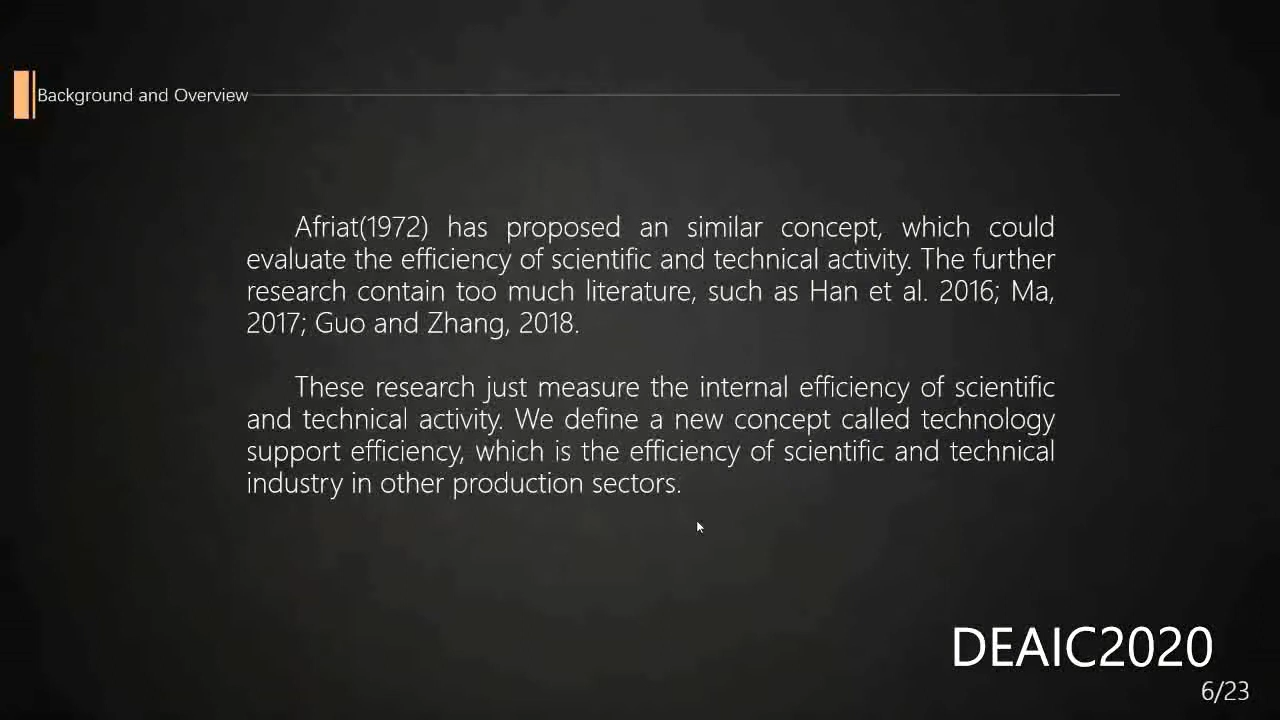 Background and Overview
Afriat(1972) has proposed an similar concept, which could
evaluate the efficiency of scientific and technical activity. The further
research contain too much literature, such as Han et al. 2016; Ma,
2017; Guo and Zhang, 2018.
These research just measure the internal efficiency of scientific
and technical activity. We define a new concept called technology
support efficiency, which is the efficiency of scientific and technical
industry in other production sectors.
DEAIC2020
6/23